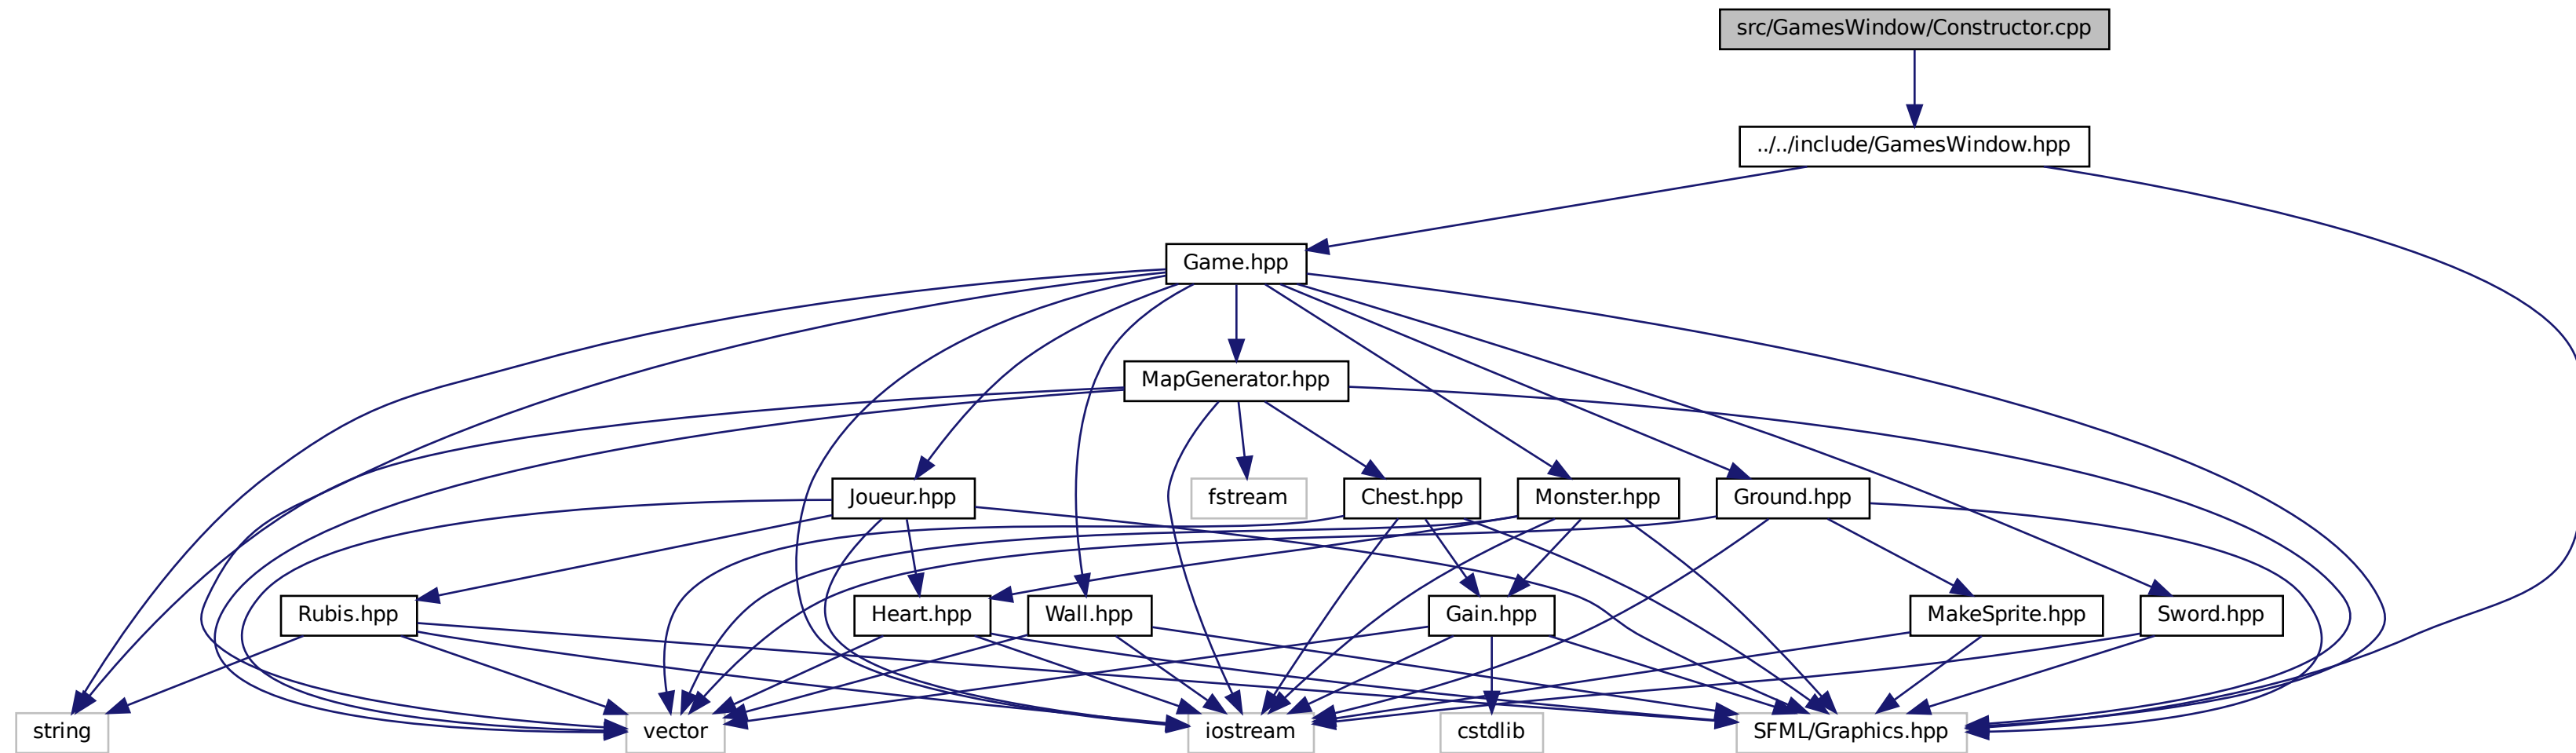 src/GamesWindow/Constructor.cpp
../../include/GamesWindow.hpp
Game.hpp
MapGenerator.hpp
Joueur.hpp
fstream
Chest.hpp
Monster.hpp
Ground.hpp
Rubis.hpp
Heart.hpp
Wall.hpp
Gain.hpp
MakeSprite.hpp
Sword.hpp
string
vector
iostream
cstdlib
SFML/Graphics.hpp